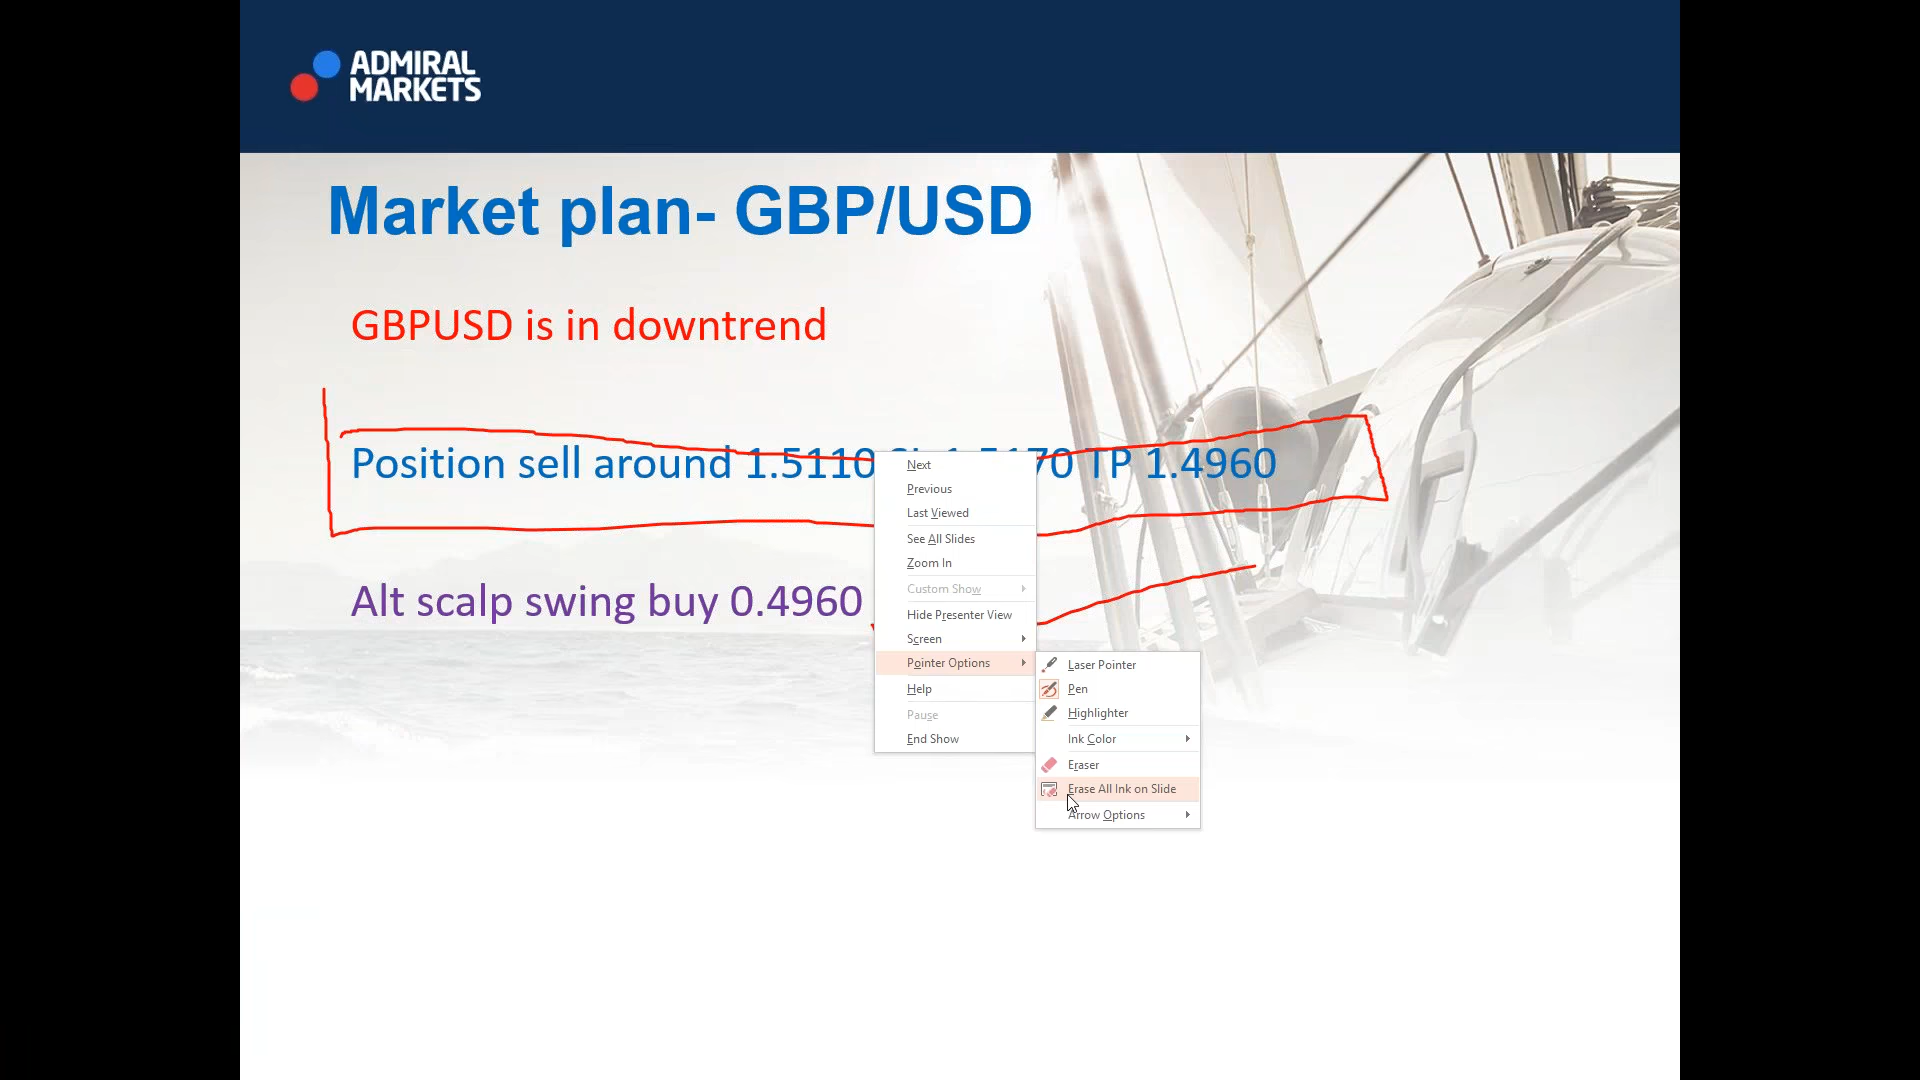 ADMIRAL
MARKETS
Market plan- GBP/USD
GBPUSD is in downtrend
Position sell around 1.5110 TP 1.4960
Alt scalp swing buy 0.4960
Next
Previous
Last Viewed
See All Slides
Zoom In
Custom Show
Hide Presenter View
Screen
Pointer Options
Help
Pause
End Show
Laser Pointer
Pen
Highlighter
Ink Color
Eraser
Erase All Ink on Slide
Arrow Options